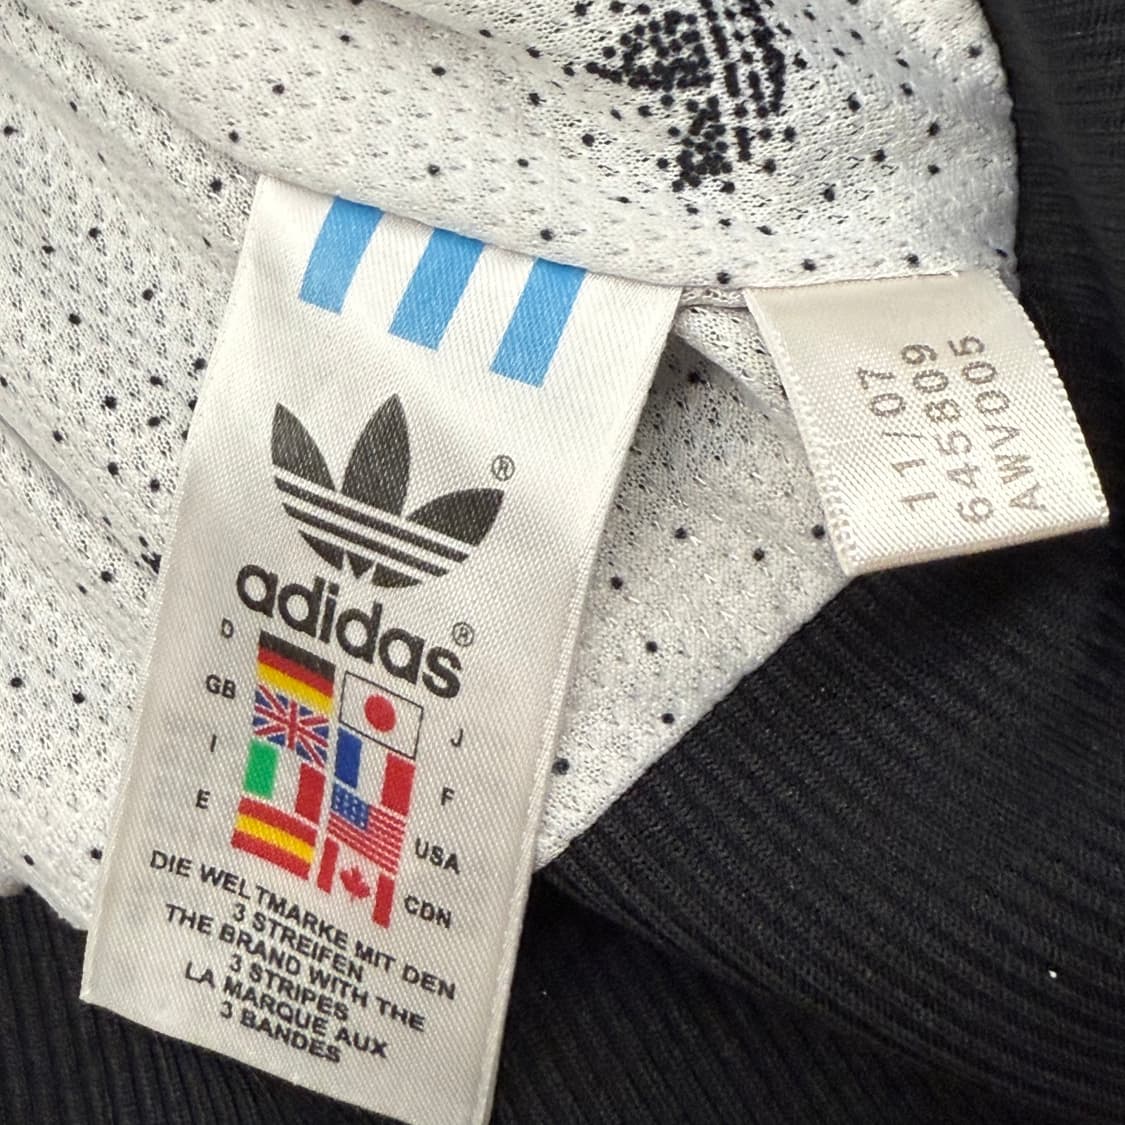 adidas®
D
GB
I
E
J
F
USA
CDN
DIE WELTMARKE MIT DEN
3 STREIFEN
THE BRAND WITH THE
3 STRIPES
LA MARQUE AUX
3 BANDES
11/07
645809
AWV005